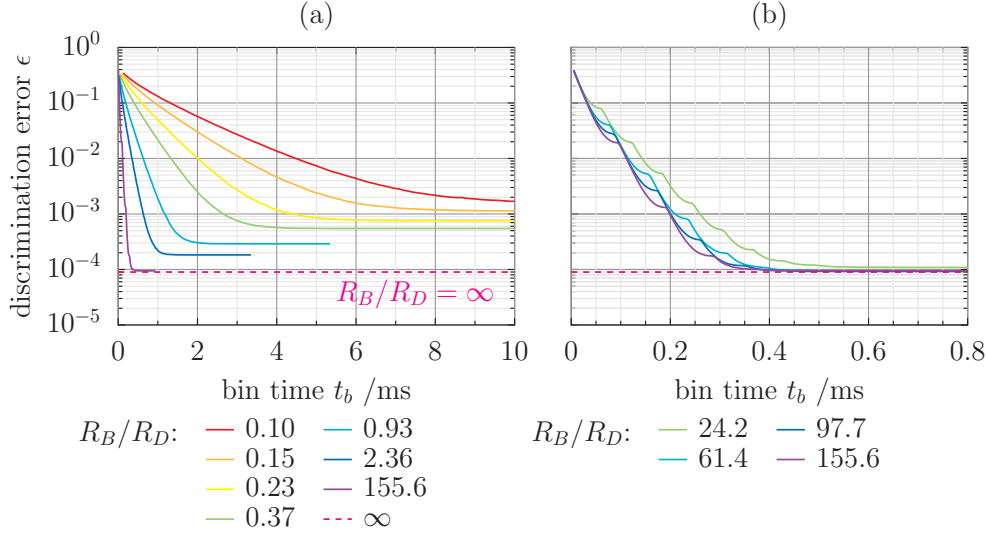 (a) (b)
discrimination error ϵ
10^0
10^-1
10^-2
10^-3
10^-4
10^-5
R_B/R_D = ∞
0 2 4 6 8 10
0 0.2 0.4 0.6 0.8
bin time t_b /ms
bin time t_b /ms
R_B/R_D:
0.10 0.93
0.15 2.36
0.23 155.6
0.37 ∞
R_B/R_D:
24.2 97.7
61.4 155.6